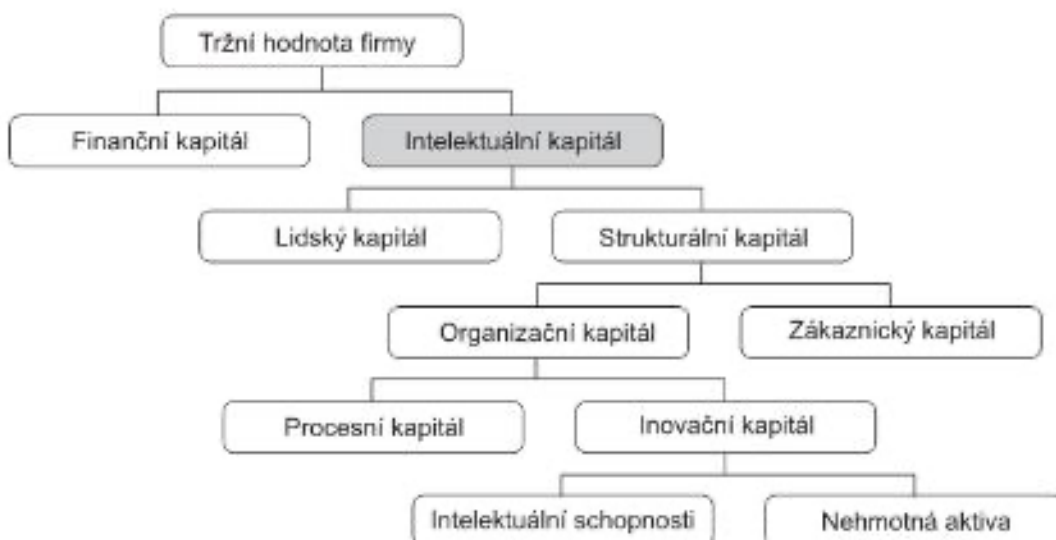 Tržní hodnota firmy
Finanční kapitál
Intelektuální kapitál
Lidský kapitál
Strukturální kapitál
Organizační kapitál
Zákaznický kapitál
Procesní kapitál
Inovační kapitál
Intelektuální schopnosti
Nehmotná aktiva